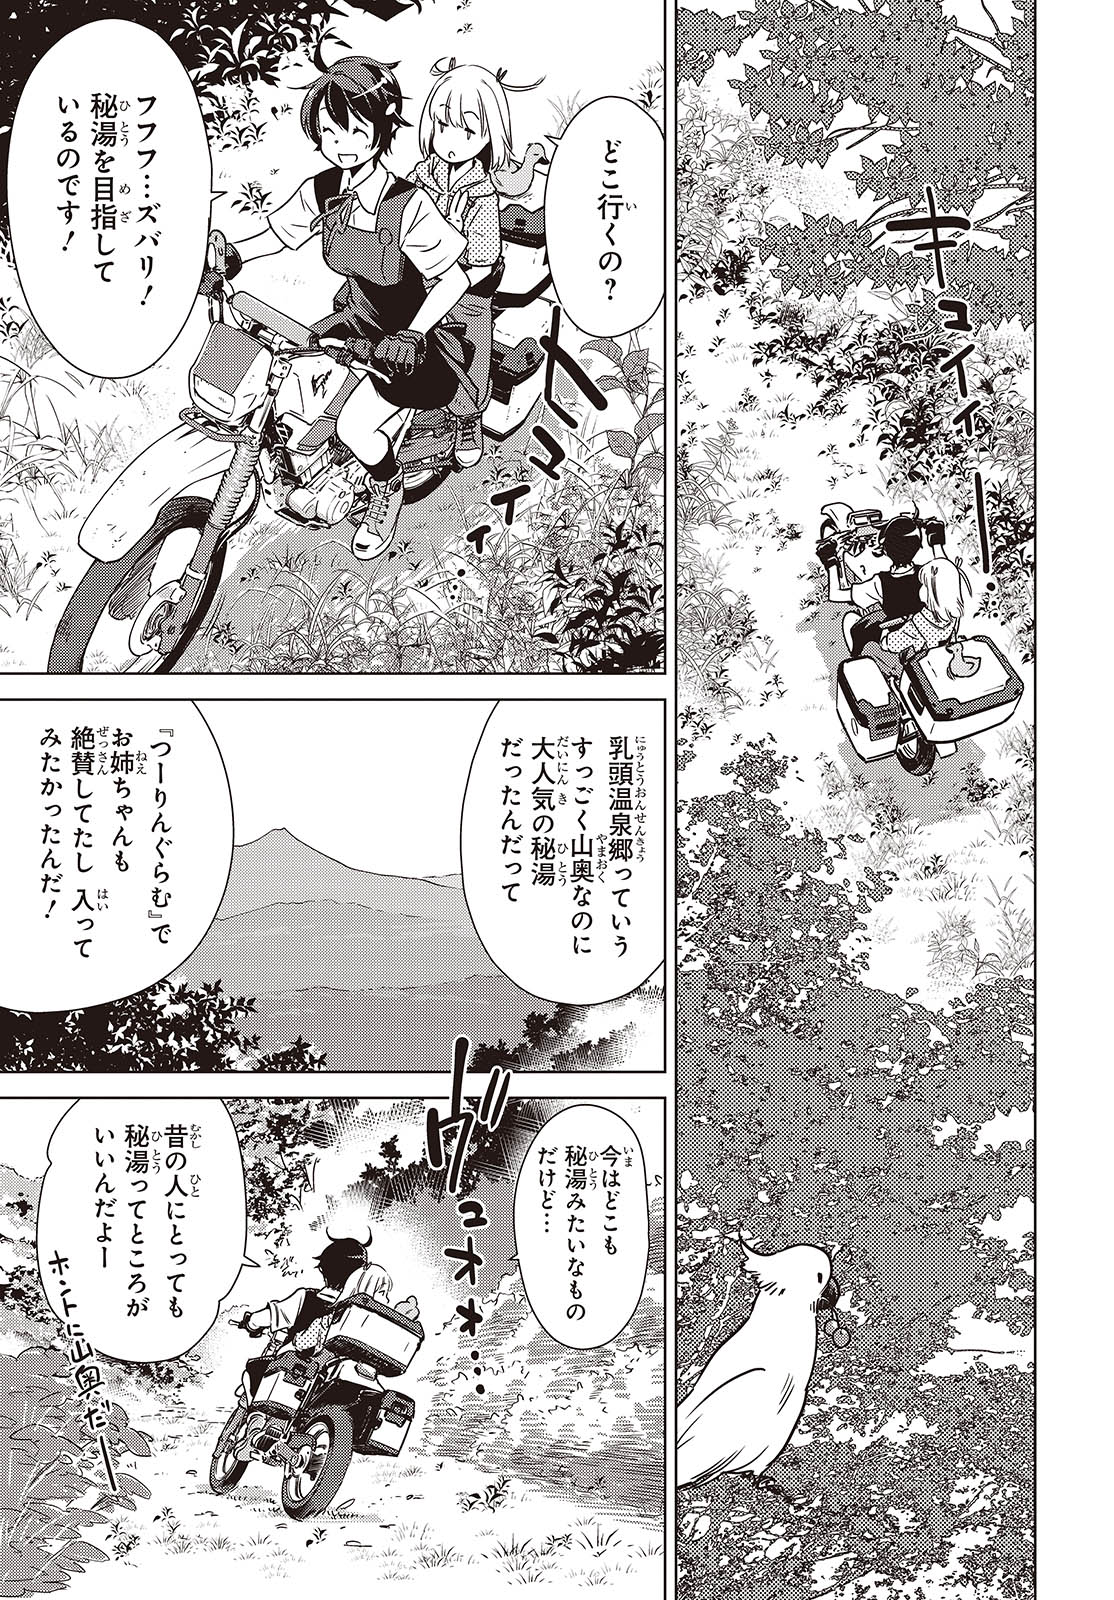 キュイーーー…
どこ行くの？
フフフ…ズバリ！
秘湯を目指して
いるのです！
乳頭温泉郷っていう
すっごく山奥なのに
大人気の秘湯
だったんだって
『つーりんぐらむ』で
お姉ちゃんも
絶賛してたし入って
みたかったんだ！
今はどこも
秘湯みたいなもの
だけど…
昔の人にとっても
秘湯ってところが
いいんだよー
ホントに山奥だーー